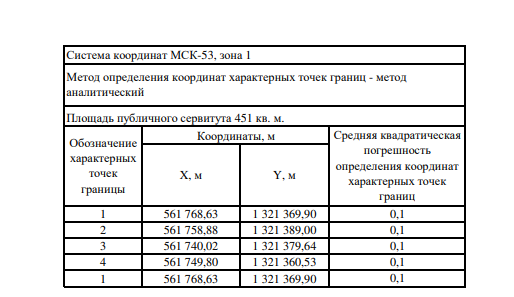 Система координат МСК-53, зона 1
Метод определения координат характерных точек границ - метод
аналитический
Площадь публичного сервитута 451 кв. м.
Обозначение
характерных
точек
границы
Координаты, м
Средняя квадратическая
погрешность
определения координат
характерных точек
границ
X, м
Y, м
1 561 768,63 1 321 369,90 0,1
2 561 758,88 1 321 389,00 0,1
3 561 740,02 1 321 379,64 0,1
4 561 749,80 1 321 360,53 0,1
1 561 768,63 1 321 369,90 0,1